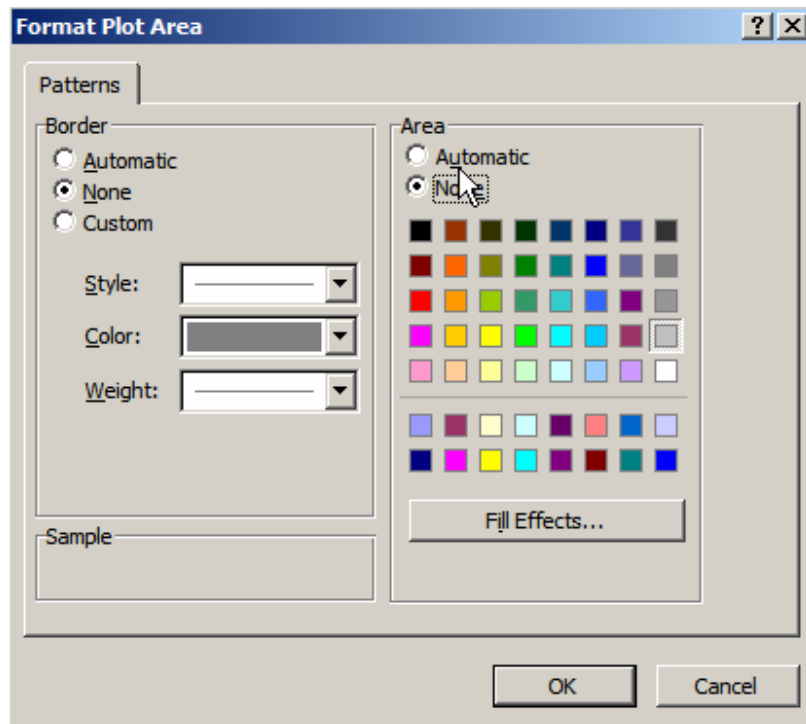 Format Plot Area
Patterns
Border
Automatic
None
Custom
Style:
Color:
Weight:
Sample
Area
Automatic
None
Fill Effects...
OK
Cancel